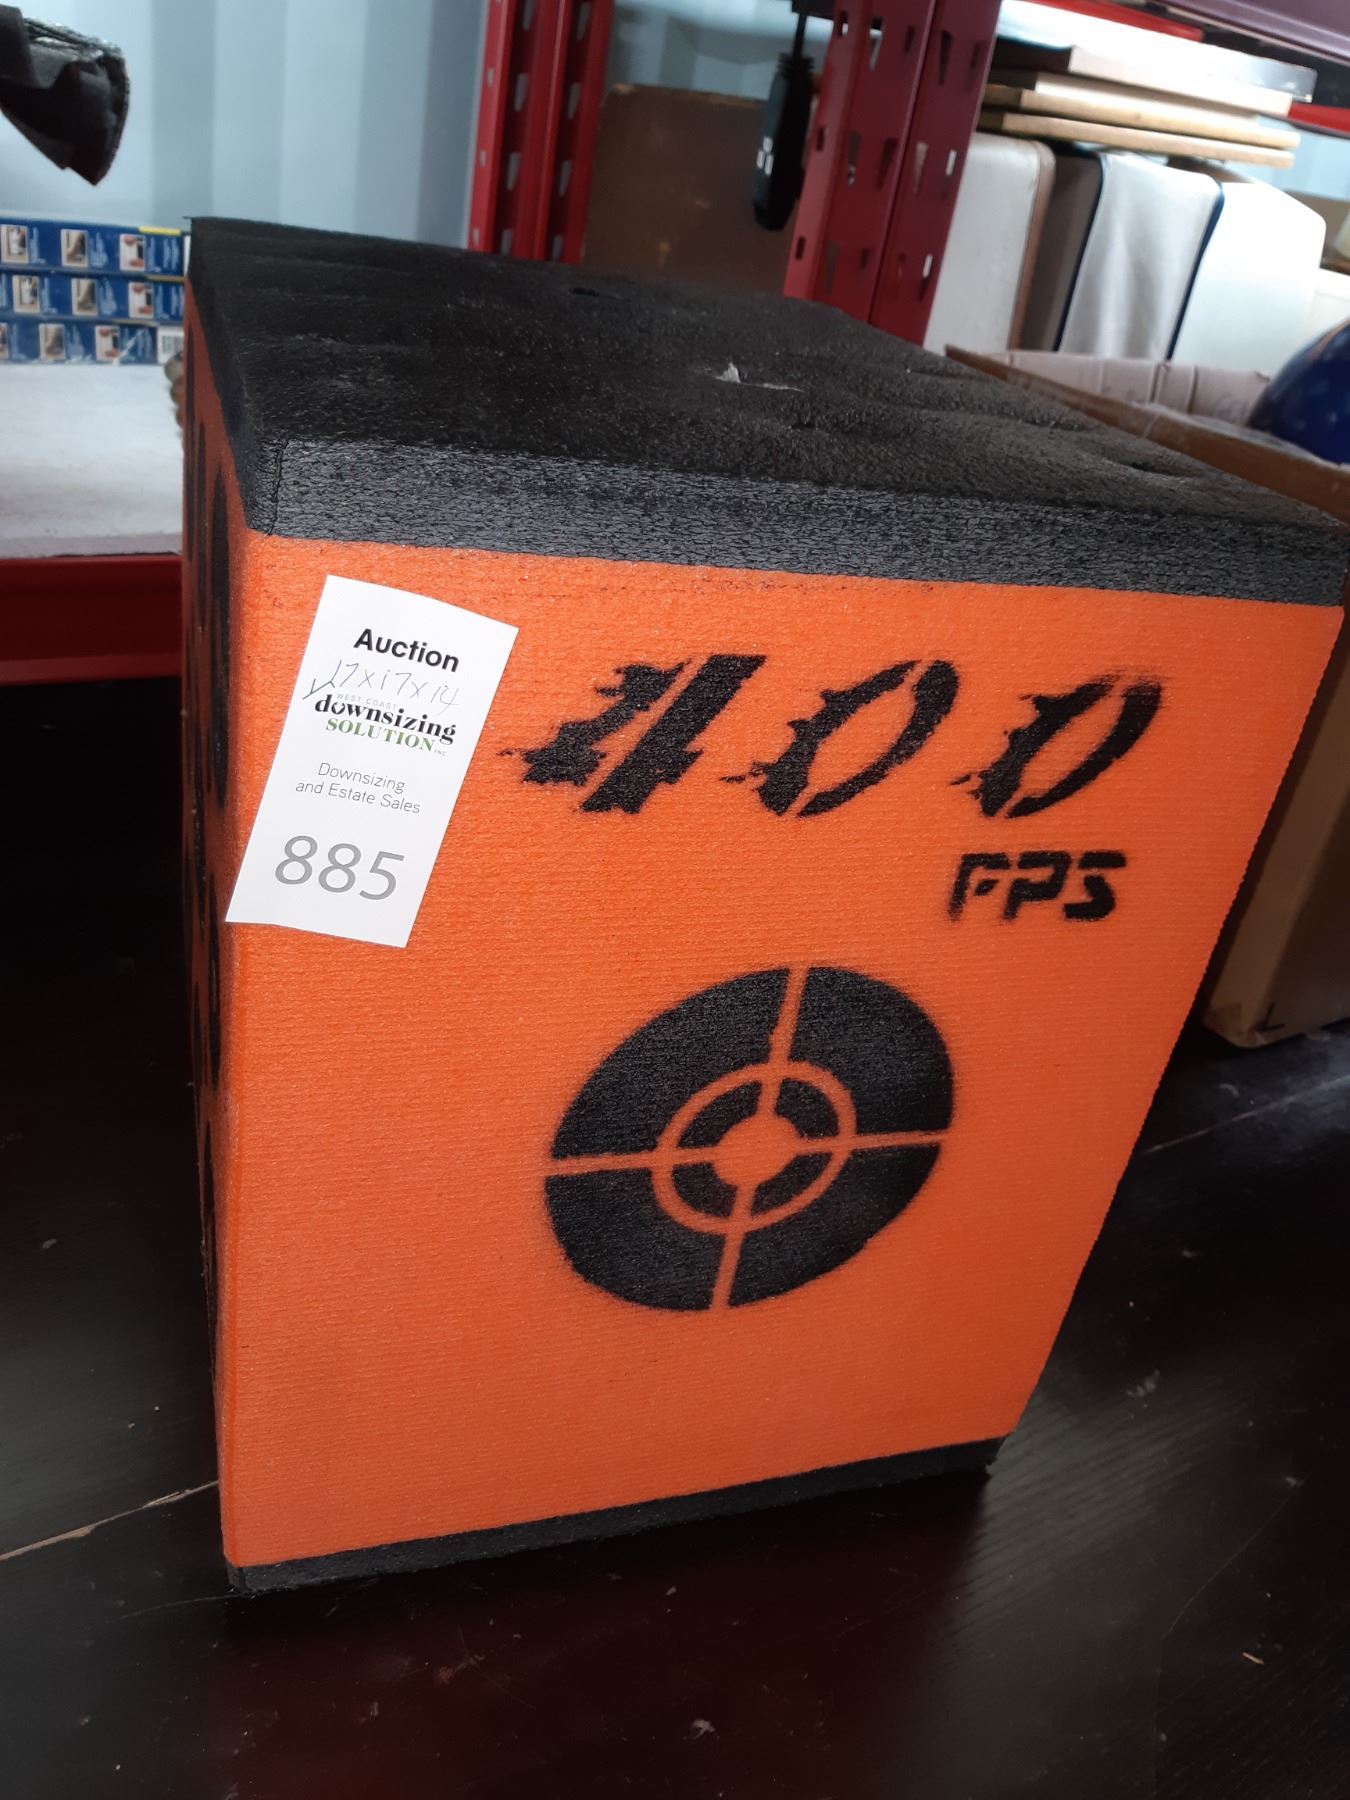 Auction
17x17x14
WEST COAST
downsizing
SOLUTION INC
Downsizing
and Estate Sales
885
400
FPS